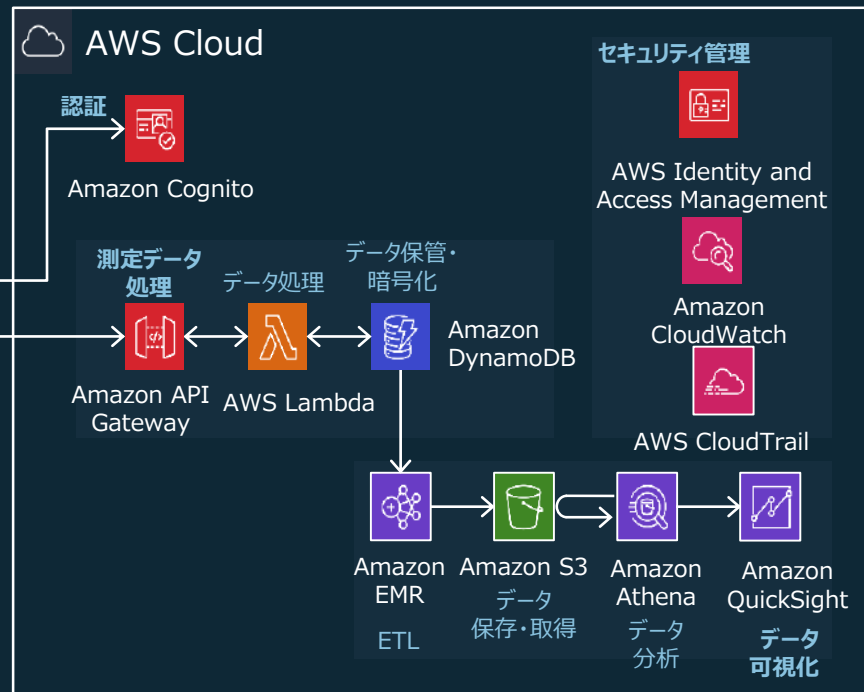 AWS Cloud
認証
Amazon Cognito
セキュリティ管理
AWS Identity and
Access Management
Amazon
CloudWatch
AWS CloudTrail
測定データ
処理
Amazon API
Gateway
データ処理
AWS Lambda
データ保管・
暗号化
Amazon
DynamoDB
Amazon
EMR
ETL
Amazon S3
データ
保存・取得
Amazon
Athena
データ
分析
Amazon
QuickSight
データ
可視化